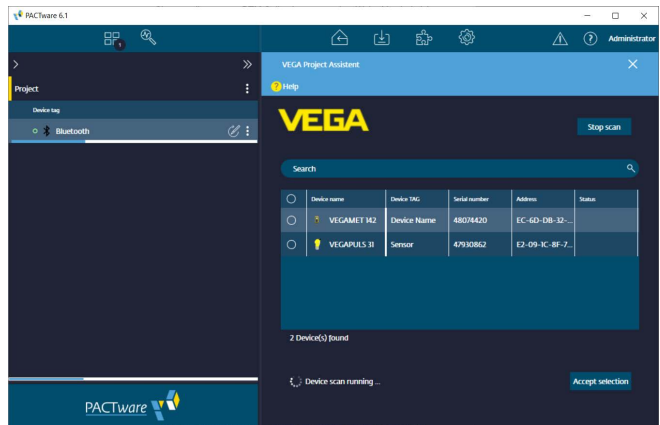 PACTware 6.1
1
Administrator
Project
Device tag
Bluetooth
VEGA Project Assistent
? Help
VEGA
Stop scan
Search
Device name Device TAG Serial number Address Status
VEGAMET 142 Device Name 48074420 EC-6D-DB-32-...
VEGAPULS 31 Sensor 47930862 E2-09-1C-8F-7...
2 Device(s) found
Device scan running ...
Accept selection
PACTware